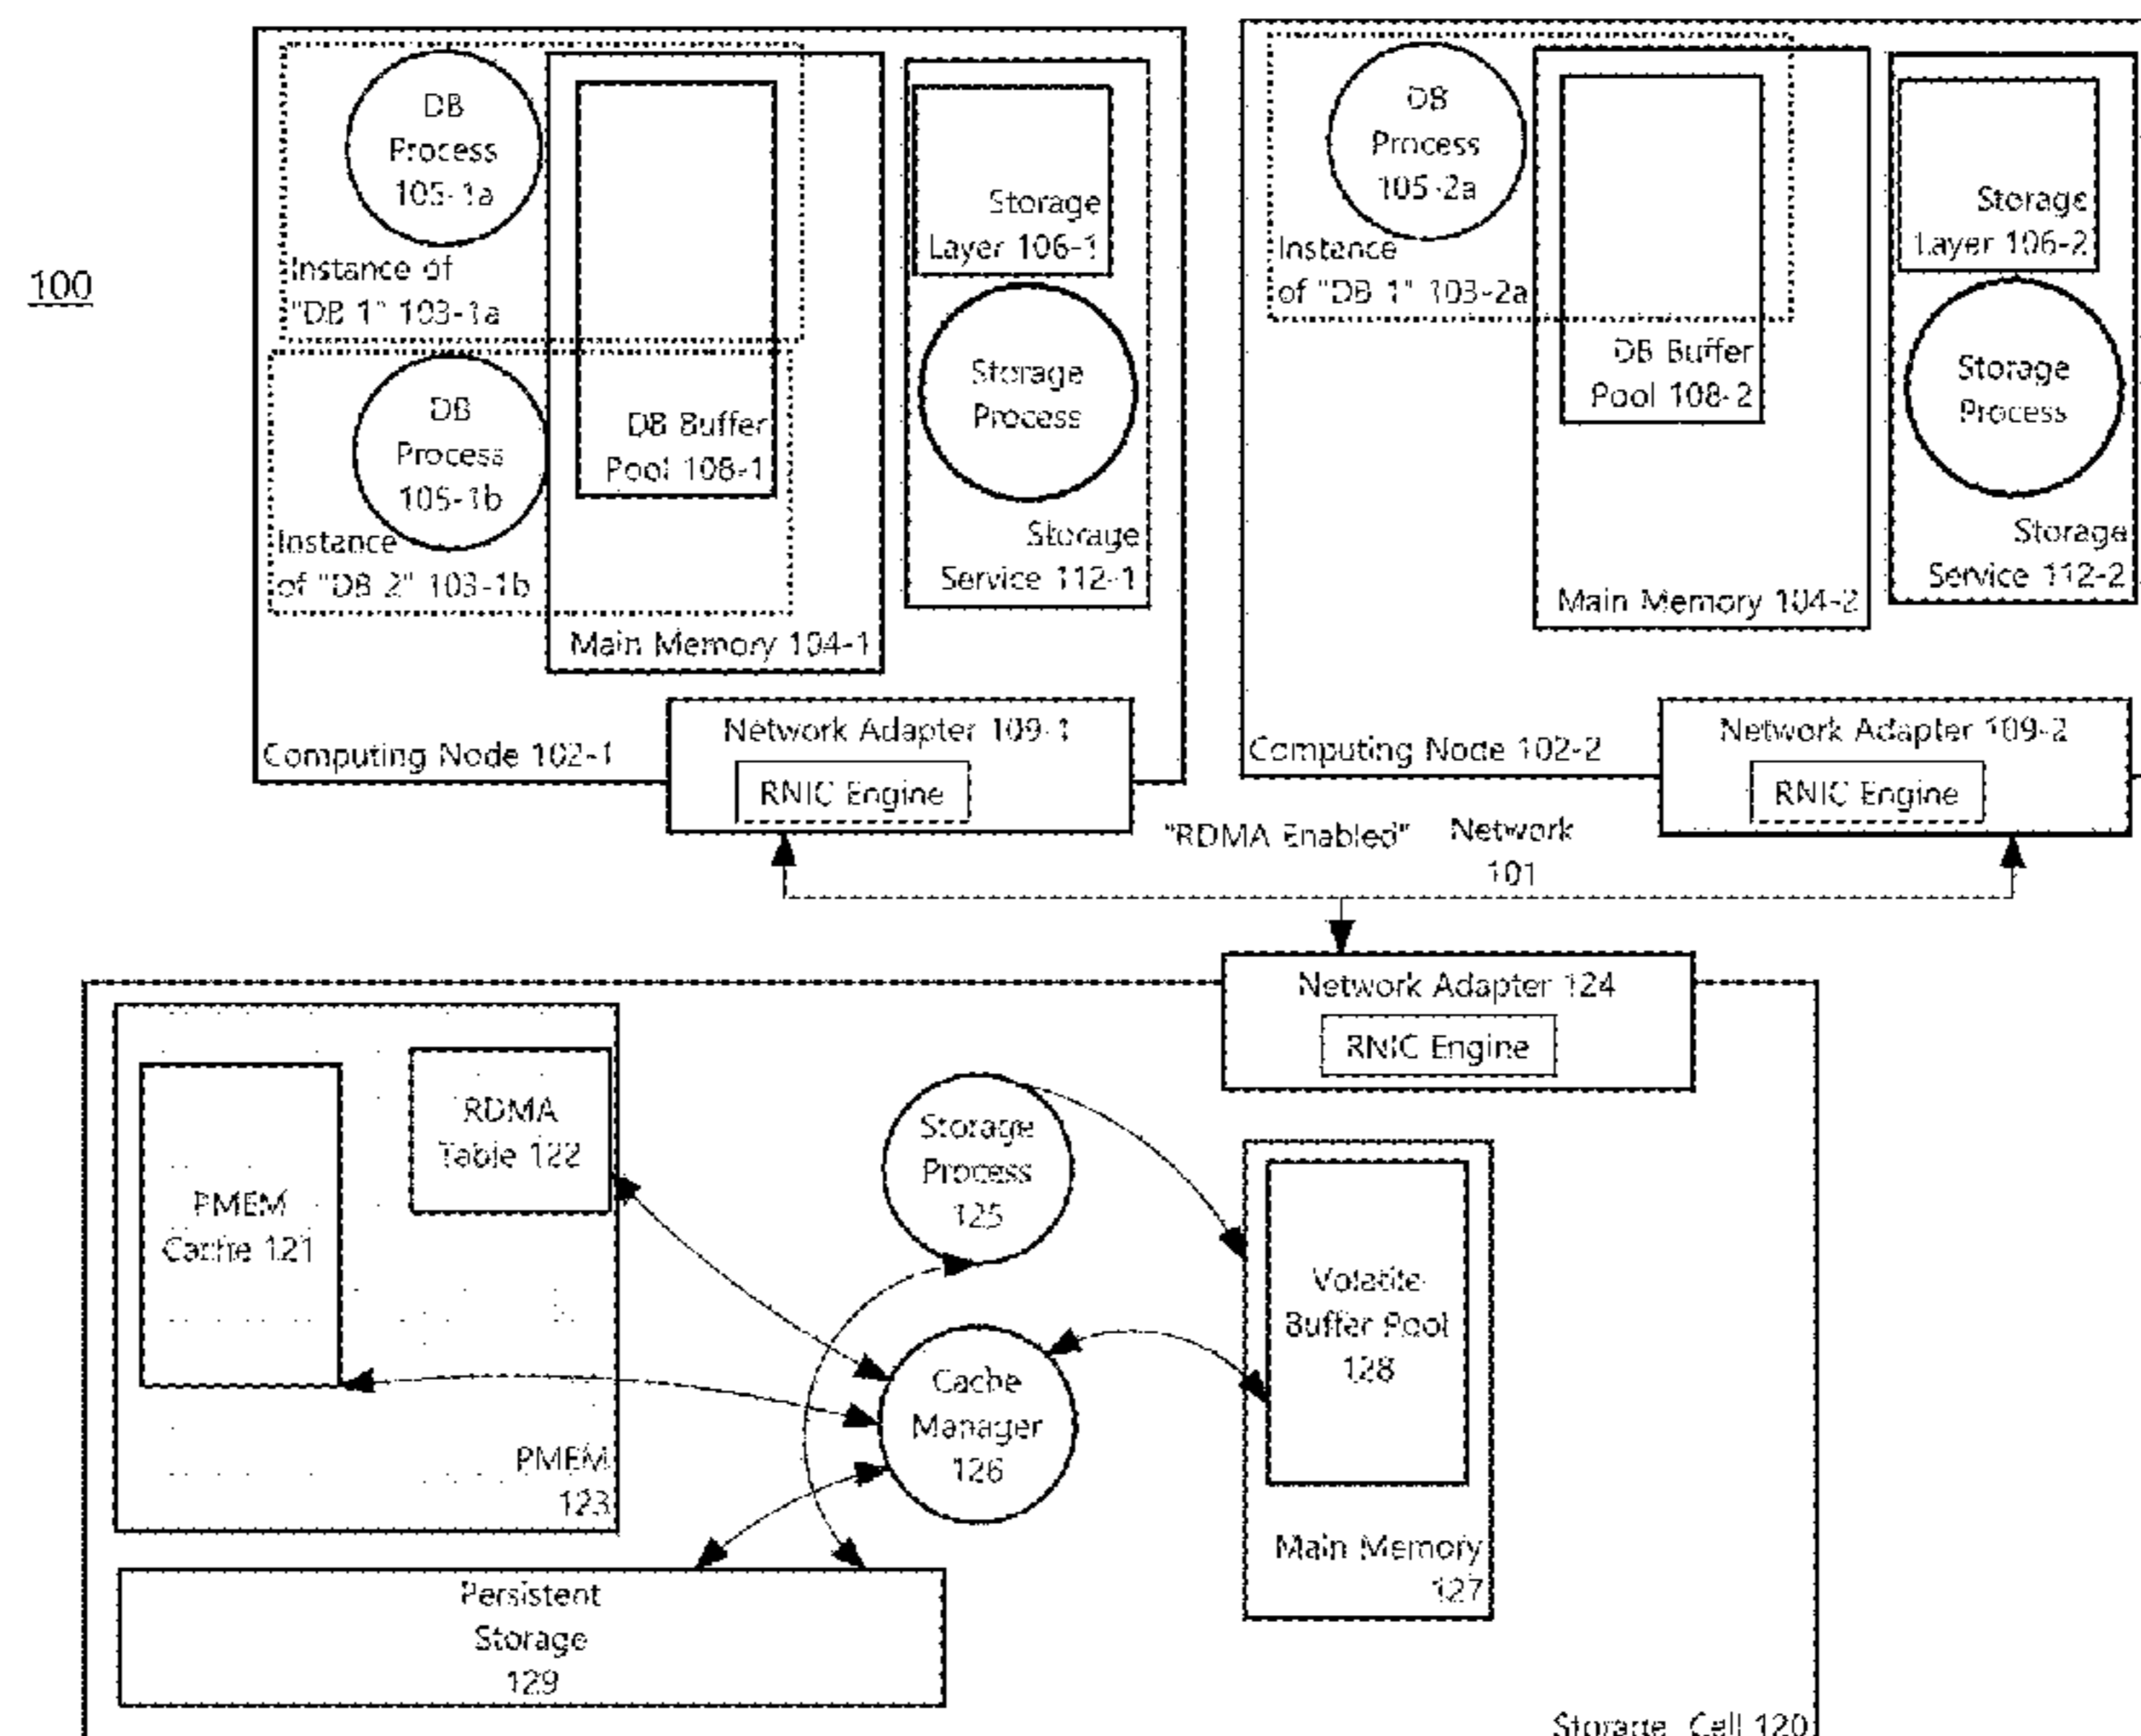 100
DB
Process
105-1a
Instance of
"DB 1" 103-1a
DB
Process
105-1b
Instance
of "DB 2" 103-1b
DB Buffer
Pool 108-1
Main Memory 104-1
Storage
Layer 106-1
Storage
Process
Storage
Service 112-1
Computing Node 102-1
Network Adapter 109-1
RNIC Engine
DB
Process
105-2a
Instance
of "DB 1" 103-2a
DB Buffer
Pool 108-2
Main Memory 104-2
Storage
Layer 106-2
Storage
Process
Storage
Service 112-2
Computing Node 102-2
Network Adapter 109-2
RNIC Engine
"RDMA Enabled" Network
101
Network Adapter 124
RNIC Engine
RDMA
Table 122
PMEM
Cache 121
PMEM
123
Storage
Process
125
Cache
Manager
126
Volatile
Buffer Pool
128
Main Memory
127
Persistent
Storage
129
Storage Cell 120